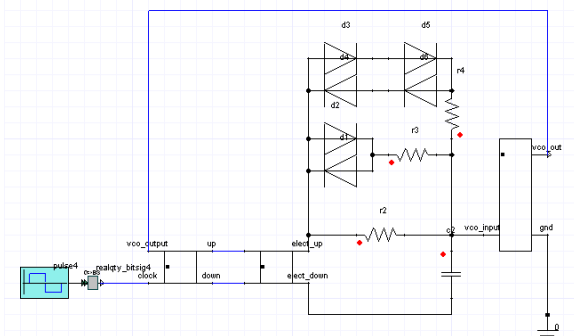 d3 d5
d4 d6
r4
d2
d1 r3
vco_out
r2
c2 vco_input gnd
vco_output up elect_up
pulse4 realqty_bitsig4
clock down elect_down
0